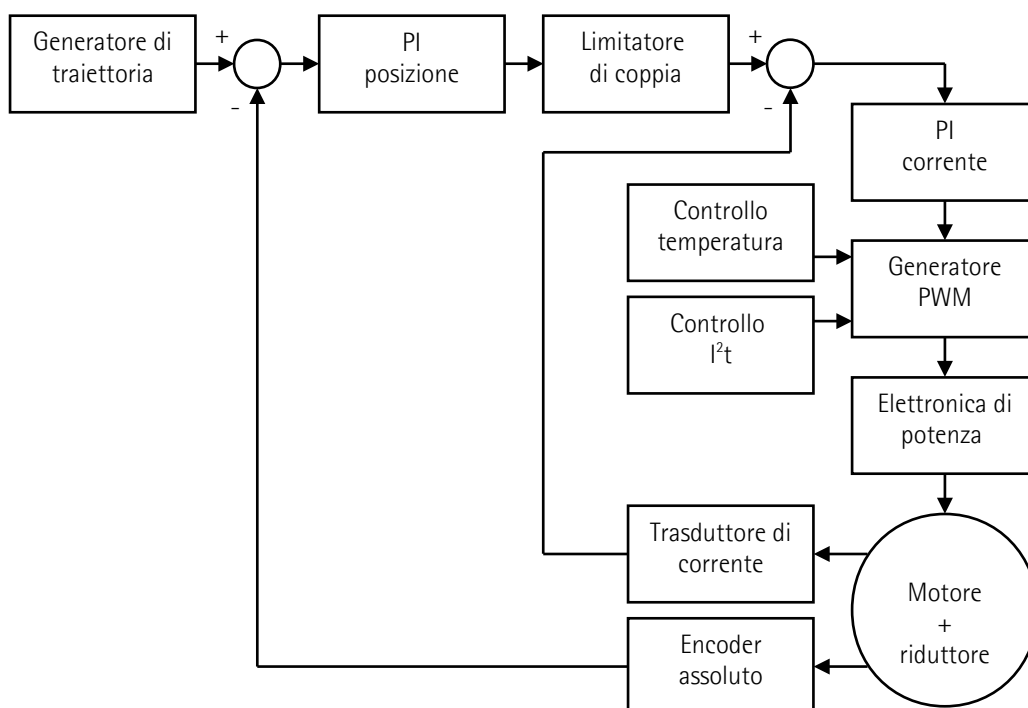 Generatore di
traiettoria
+
-
PI
posizione
Limitatore
di coppia
+
-
PI
corrente
Controllo
temperatura
Generatore
PWM
Controllo
I²t
Elettronica di
potenza
Trasduttore di
corrente
Motore
+
riduttore
Encoder
assoluto